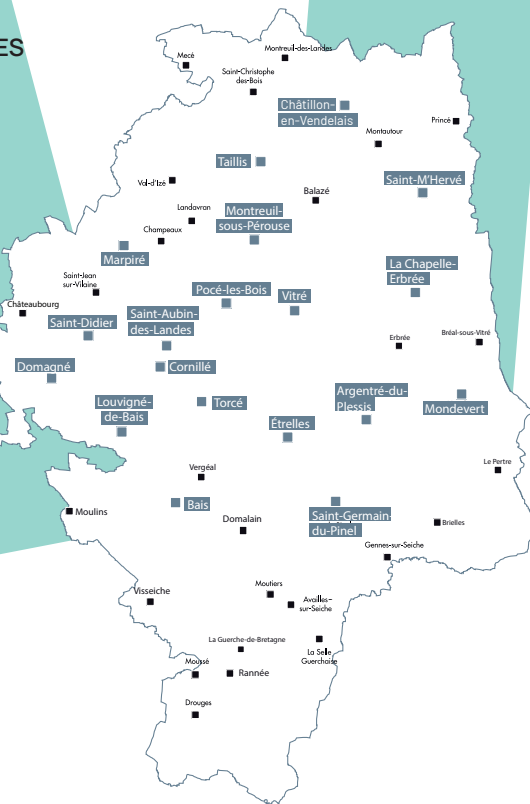 ES
Mecé
Montreuil-des-Landes
Saint-Christophe
des-Bois
Châtillon-
en-Vendelais
Princé
Montautour
Taillis
Val-d'Izé
Saint-M'Hervé
Balazé
Landavran
Montreuil-
sous-Pérouse
Champeaux
Marpiré
La Chapelle-
Erbrée
Saint-Jean
sur-Vilaine
Pocé-les-Bois
Vitré
Châteaubourg
Saint-Aubin-
des-Landes
Saint-Didier
Erbrée
Bréal-sous-Vitré
Domagné
Cornillé
Argentré-du-
Plessis
Louvigné-
de-Bais
Torcé
Mondevert
Étrelles
Vergéal
Le Pertre
Bais
Moulins
Domalain
Saint-Germain-
du-Pinel
Brielles
Gennes-sur-Seiche
Moutiers
Visseiche
Availles-
sur-Seiche
La Guerche-de-Bretagne
La Selle
Guerchaise
Moussé
Rannée
Drouges